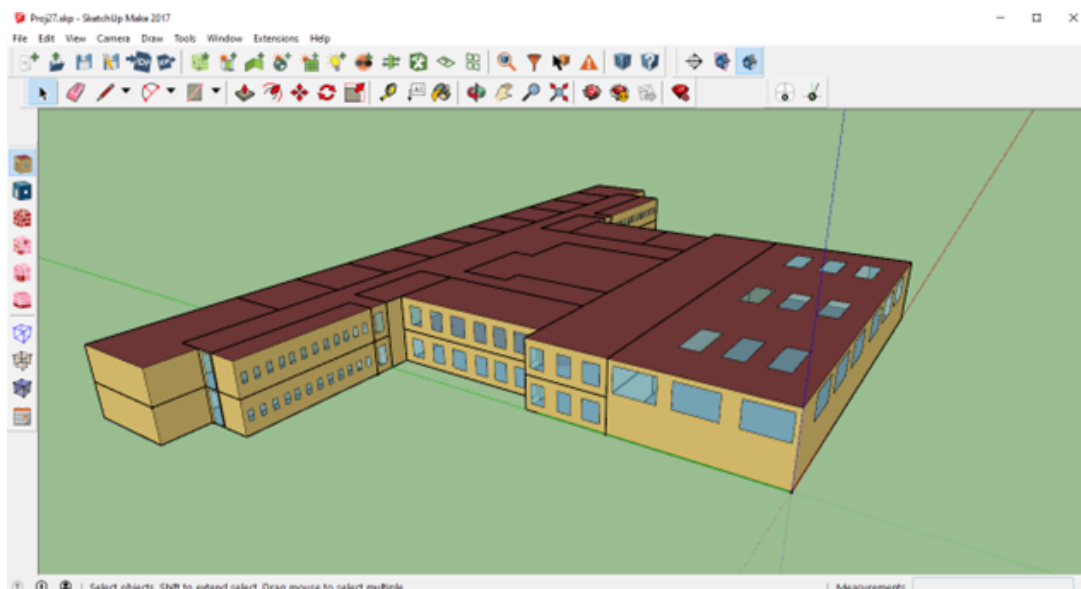 Proj27.skp - SketchUp Make 2017
File Edit View Camera Draw Tools Window Extensions Help
Select objects. Shift to extend select. Drag mouse to select multiple.
Measurements